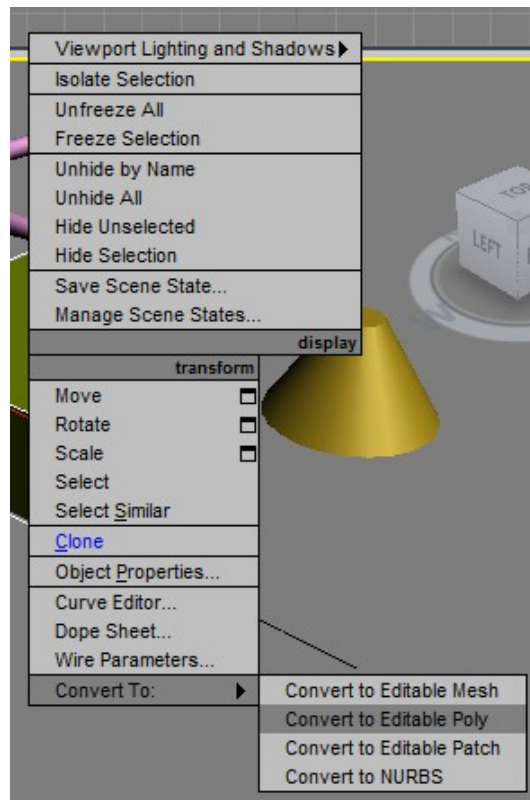 Viewport Lighting and Shadows
Isolate Selection
Unfreeze All
Freeze Selection
Unhide by Name
Unhide All
Hide Unselected
Hide Selection
Save Scene State...
Manage Scene States...
display
transform
Move
Rotate
Scale
Select
Select Similar
Clone
Object Properties...
Curve Editor...
Dope Sheet...
Wire Parameters...
Convert To:
Convert to Editable Mesh
Convert to Editable Poly
Convert to Editable Patch
Convert to NURBS
TOP
LEFT